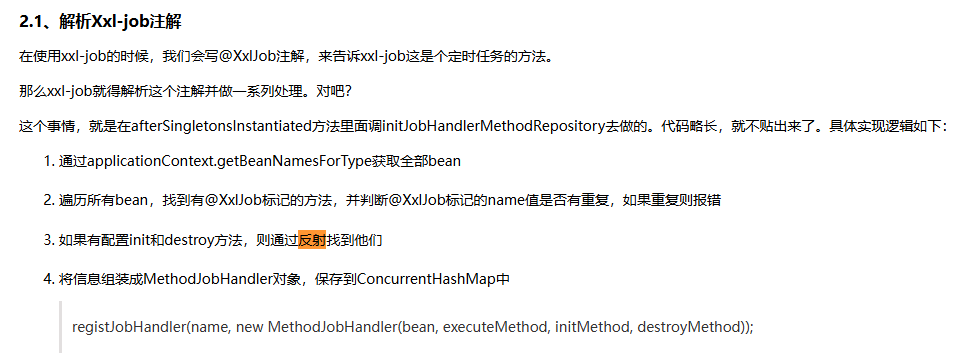 2.1、解析Xxl-job注解
在使用xxl-job的时候，我们会写@XxlJob注解，来告诉xxl-job这是个定时任务的方法。
那么xxl-job就得解析这个注解并做一系列处理。对吧？
这个事情，就是在afterSingletonsInstantiated方法里面调initJobHandlerMethodRepository去做的。代码略长，就不贴出来了。具体实现逻辑如下：
1. 通过applicationContext.getBeanNamesForType获取全部bean
2. 遍历所有bean，找到有@XxlJob标记的方法，并判断@XxlJob标记的name值是否有重复，如果重复则报错
3. 如果有配置init和destroy方法，则通过反射找到他们
4. 将信息组装成MethodJobHandler对象，保存到ConcurrentHashMap中
registJobHandler(name, new MethodJobHandler(bean, executeMethod, initMethod, destroyMethod));